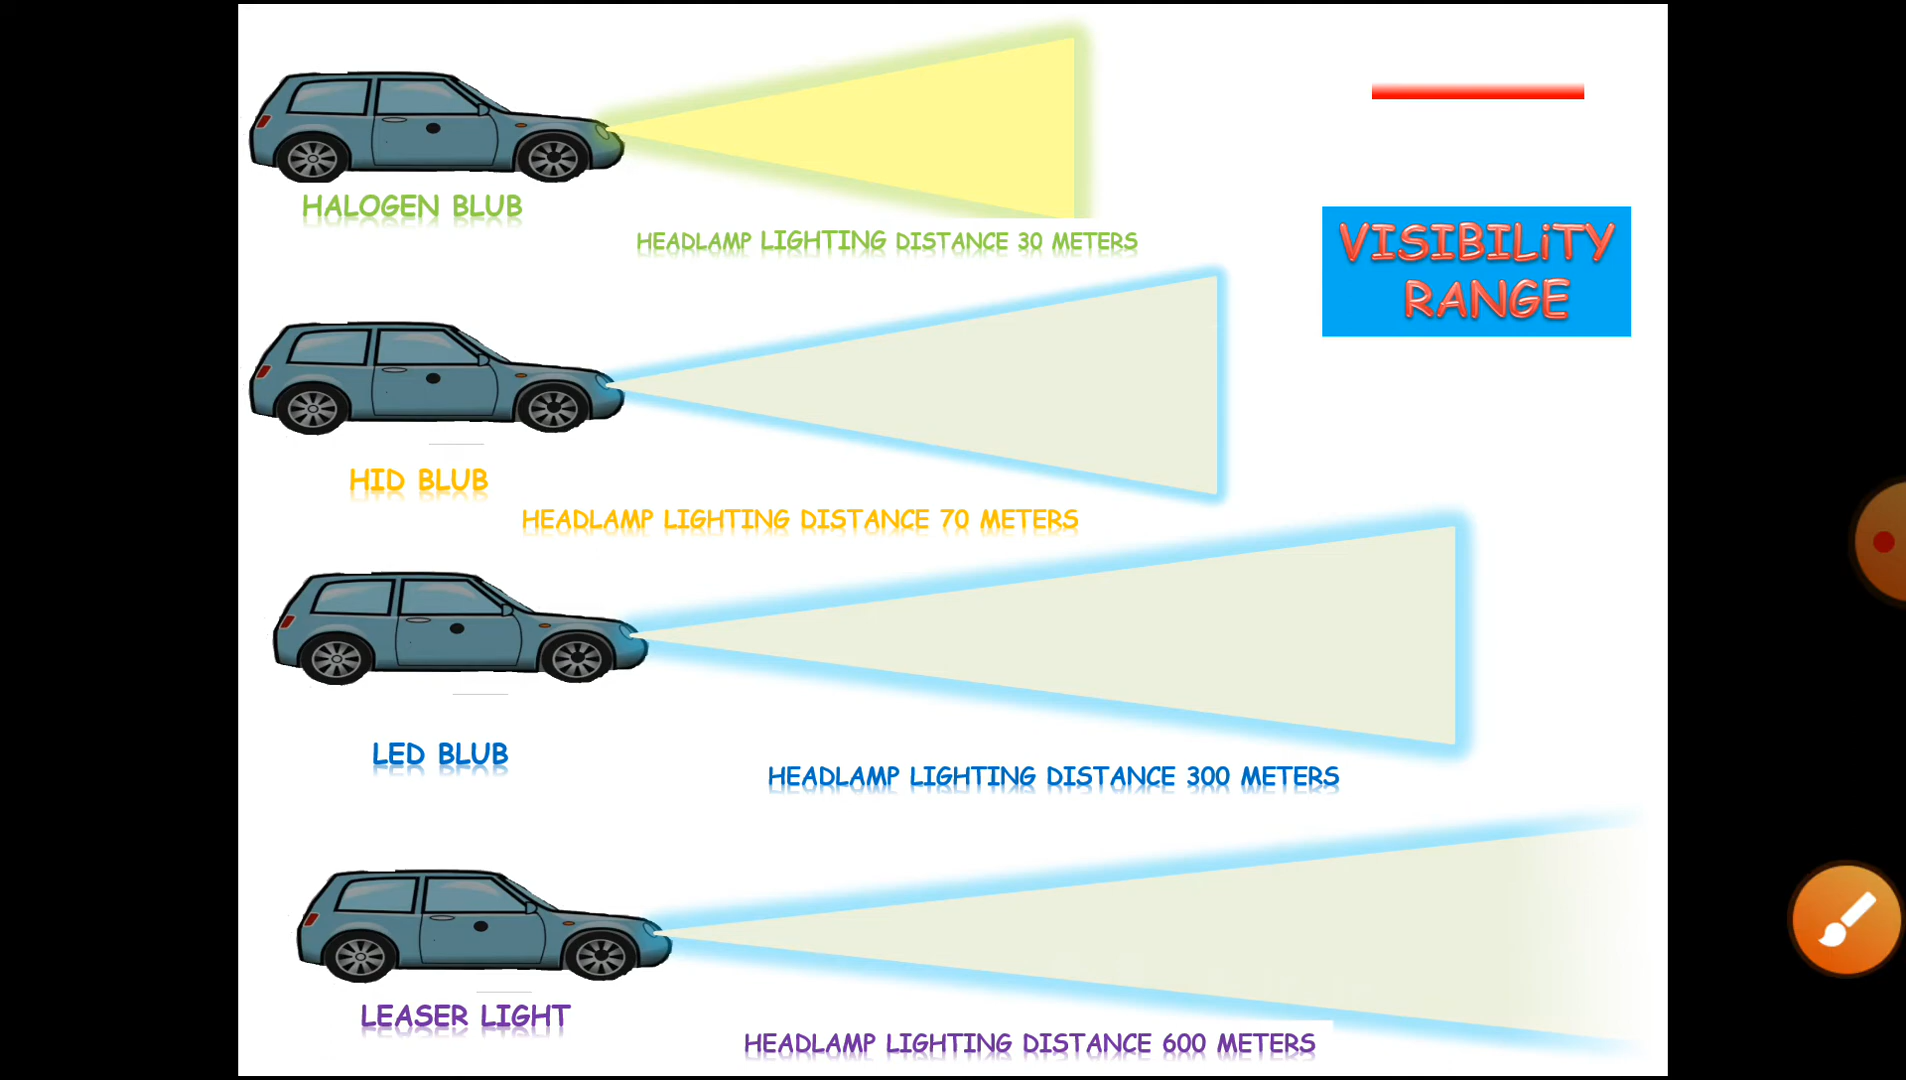 HALOGEN BLUB
HEADLAMP LIGHTING DISTANCE 30 METERS
VISIBILiTY
RANGE
HID BLUB
HEADLAMP LIGHTING DISTANCE 70 METERS
LED BLUB
HEADLAMP LIGHTING DISTANCE 300 METERS
LEASER LIGHT
HEADLAMP LIGHTING DISTANCE 600 METERS